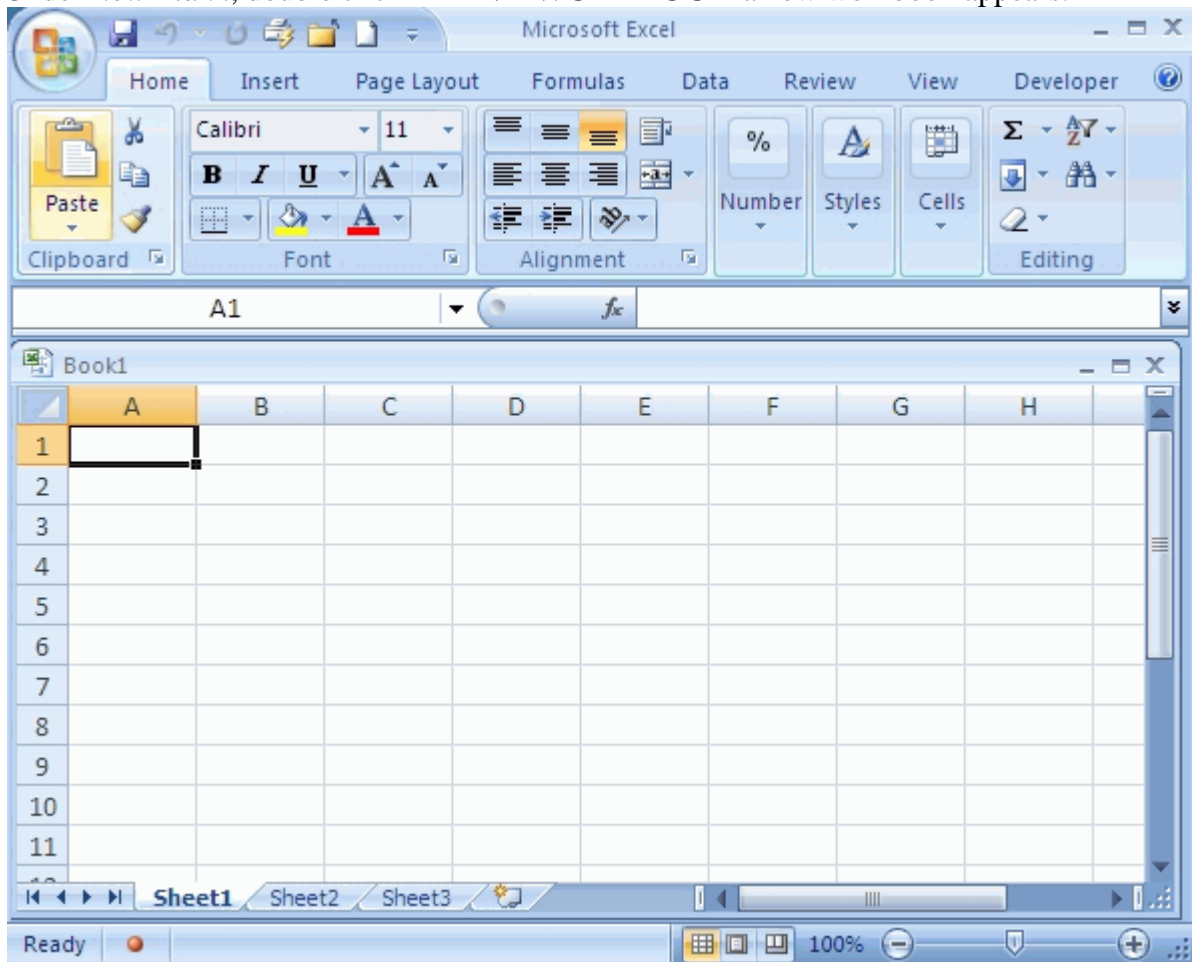 Microsoft Excel
Home Insert Page Layout Formulas Data Review View Developer
Calibri 11
B I U A A
Paste
% A Σ A Z
Number Styles Cells
Clipboard Font Alignment Editing
A1 fx
Book1
A B C D E F G H
1
2
3
4
5
6
7
8
9
10
11
Sheet1 Sheet2 Sheet3
Ready 100%